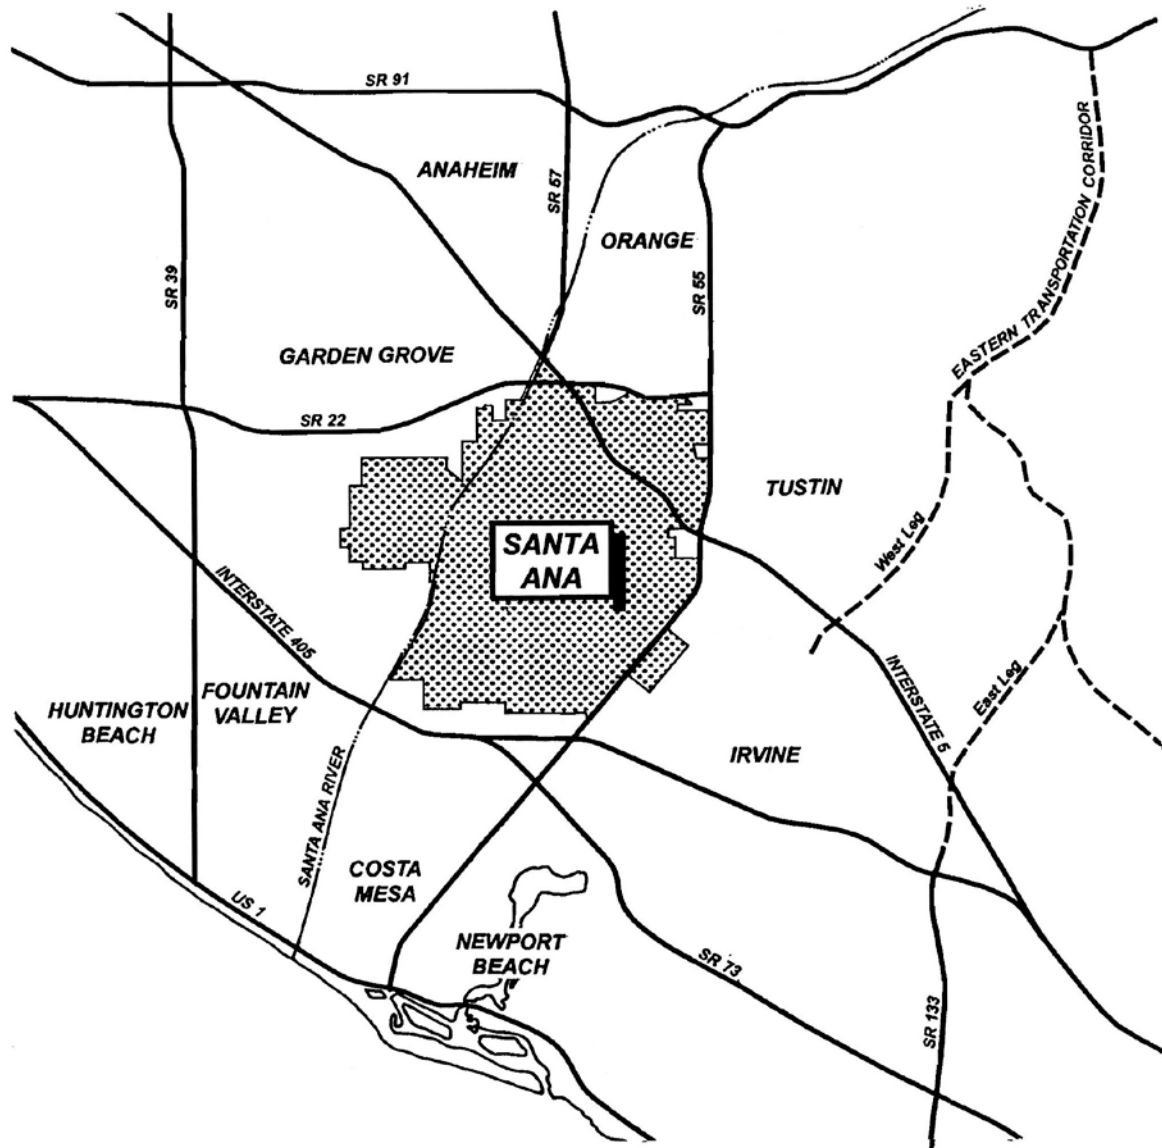 SR 91
ANAHEIM
SR 57
ORANGE
EASTERN TRANSPORTATION CORRIDOR
SR 39
SR 55
GARDEN GROVE
SR 22
TUSTIN
SANTA
ANA
West Leg
INTERSTATE 405
INTERSTATE 5
East Leg
HUNTINGTON
BEACH
FOUNTAIN
VALLEY
IRVINE
SANTA ANA RIVER
COSTA
MESA
US 1
NEWPORT
BEACH
SR 73
SR 133